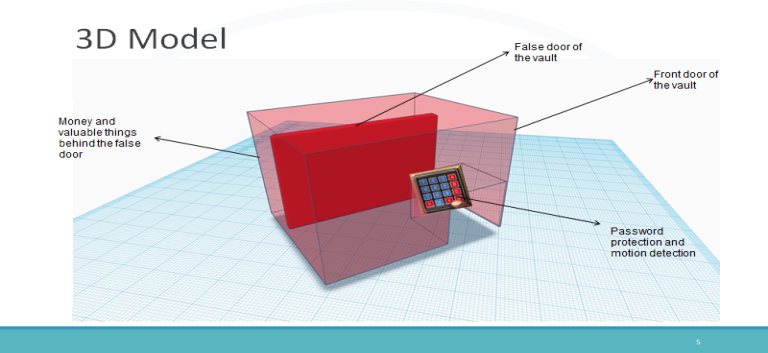 3D Model
False door of
the vault
Front door of
the vault
Money and
valuable things
behind the false
door
Password
protection and
motion detection
5